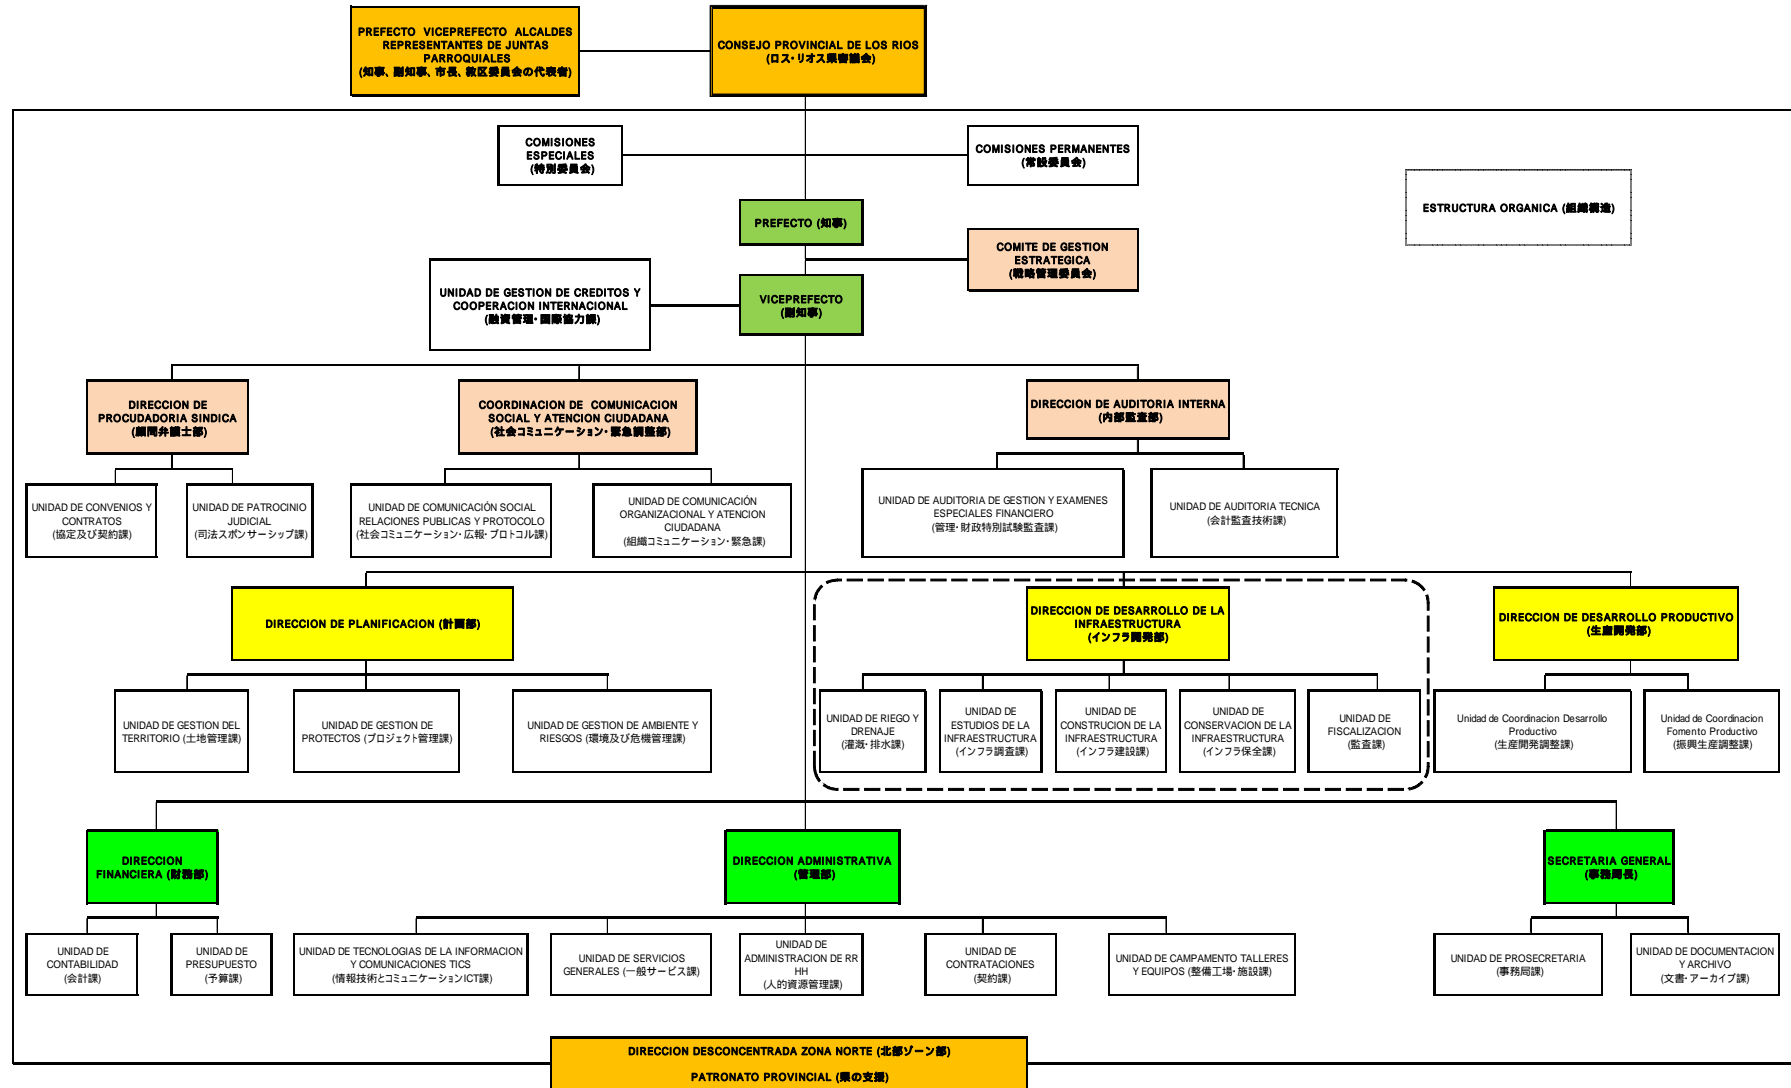 PREFECTO VICEPREFECTO ALCALDES
REPRESENTANTES DE JUNTAS
PARROQUIALES
(知事、副知事、市長、教区委員会の代表者)
CONSEJO PROVINCIAL DE LOS RIOS
(ロス・リオス県審議会)
COMISIONES
ESPECIALES
(特別委員会)
COMISIONES PERMANENTES
(常設委員会)
ESTRUCTURA ORGANICA (組織構造)
PREFECTO (知事)
COMITE DE GESTION
ESTRATEGICA
(戦略管理委員会)
UNIDAD DE GESTION DE CREDITOS Y
COOPERACION INTERNACIONAL
(融資管理・国際協力課)
VICEPREFECTO
(副知事)
DIRECCION DE
PROCUDADORIA SINDICA
(顧問弁護士部)
COORDINACION DE COMUNICACION
SOCIAL Y ATENCION CIUDADANA
(社会コミュニケーション・緊急調整部)
DIRECCION DE AUDITORIA INTERNA
(内部監査部)
UNIDAD DE CONVENIOS Y
CONTRATOS
(協定及び契約課)
UNIDAD DE PATROCINIO
JUDICIAL
(司法スポンサーシップ課)
UNIDAD DE COMUNICACIÓN SOCIAL
RELACIONES PUBLICAS Y PROTOCOLO
(社会コミュニケーション・広報・プロトコル課)
UNIDAD DE COMUNICACIÓN
ORGANIZACIONAL Y ATENCION
CIUDADANA
(組織コミュニケーション・緊急課)
UNIDAD DE AUDITORIA DE GESTION Y EXAMENES
ESPECIALES FINANCIERO
(管理・財政特別試験監査課)
UNIDAD DE AUDITORIA TECNICA
(会計監査技術課)
DIRECCION DE PLANIFICACION (計画部)
DIRECCION DE DESARROLLO DE LA
INFRAESTRUCTURA
(インフラ開発部)
DIRECCION DE DESARROLLO PRODUCTIVO
(生産開発部)
UNIDAD DE GESTION DEL
TERRITORIO (土地管理課)
UNIDAD DE GESTION DE
PROTECTOS (プロジェクト管理課)
UNIDAD DE GESTION DE AMBIENTE Y
RIESGOS (環境及び危機管理課)
UNIDAD DE RIEGO Y
DRENAJE
(灌漑・排水課)
UNIDAD DE
ESTUDIOS DE LA
INFRAESTRUCTURA
(インフラ調査課)
UNIDAD DE
CONSTRUCION DE LA
INFRAESTRUCTURA
(インフラ建設課)
UNIDAD DE
CONSERVACION DE LA
INFRAESTRUCTURA
(インフラ保全課)
UNIDAD DE
FISCALIZACION
(監査課)
Unidad de Coordinacion Desarrollo
Productivo
(生産開発調整課)
Unidad de Coordinacion
Fomento Productivo
(振興生産調整課)
DIRECCION
FINANCIERA (財務部)
DIRECCION ADMINISTRATIVA
(管理部)
SECRETARIA GENERAL
(事務局長)
UNIDAD DE
CONTABILIDAD
(会計課)
UNIDAD DE
PRESUPUESTO
(予算課)
UNIDAD DE TECNOLOGIAS DE LA INFORMACION
Y COMUNICACIONES TICS
(情報技術とコミュニケーションICT課)
UNIDAD DE SERVICIOS
GENERALES (一般サービス課)
UNIDAD DE
ADMINISTRACION DE RR
HH
(人的資源管理課)
UNIDAD DE
CONTRATACIONES
(契約課)
UNIDAD DE CAMPAMENTO TALLERES
Y EQUIPOS (整備工場・施設課)
UNIDAD DE PROSECRETARIA
(事務局課)
UNIDAD DE DOCUMENTACION
Y ARCHIVO
(文書・アーカイブ課)
DIRECCION DESCONCENTRADA ZONA NORTE (北部ゾーン部)
PATRONATO PROVINCIAL (県の支援)